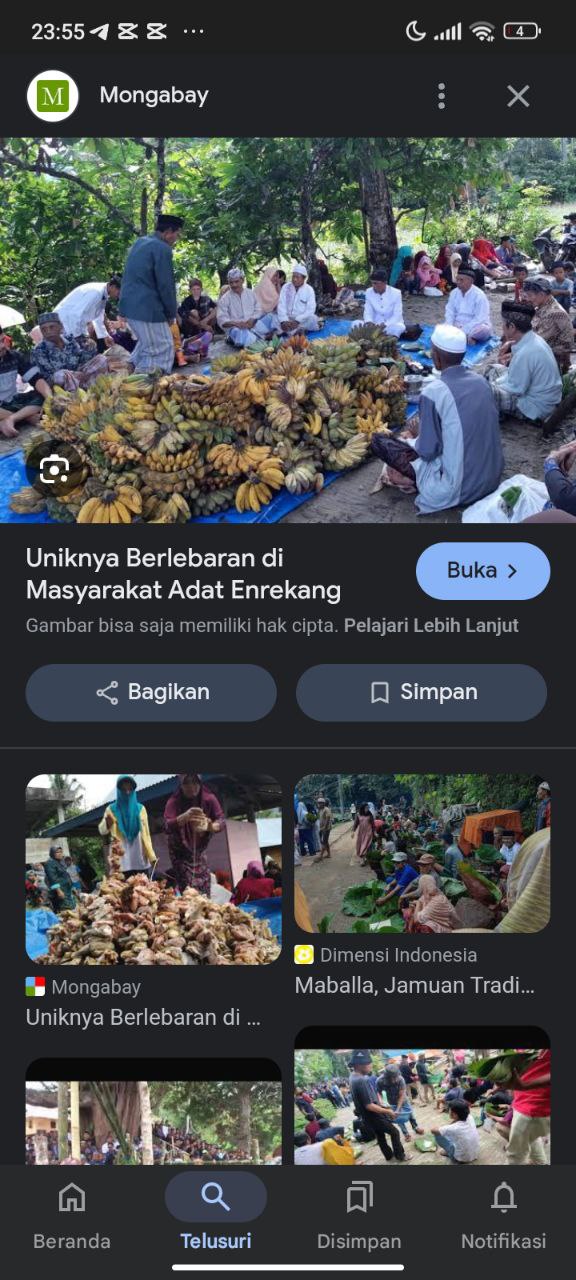 23:55
4
M
Mongabay
Uniknya Berlebaran di
Masyarakat Adat Enrekang
Buka
Gambar bisa saja memiliki hak cipta. Pelajari Lebih Lanjut
Bagikan
Simpan
Dimensi Indonesia
Maballa, Jamuan Tradi...
Mongabay
Uniknya Berlebaran di ...
Beranda
Telusuri
Disimpan
Notifikasi